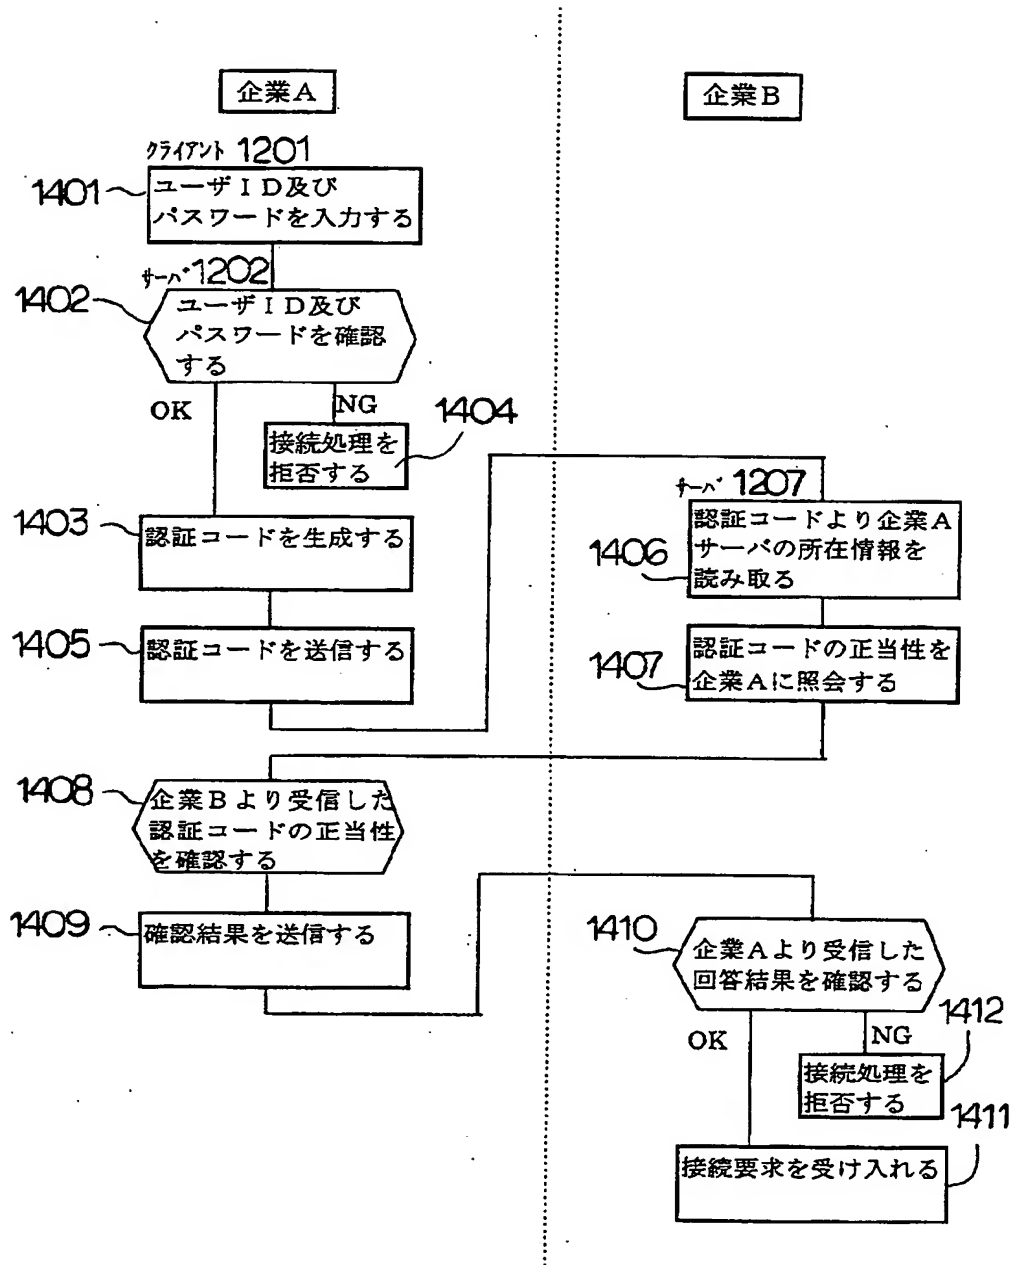 企業A
企業B
クライアント 1201
1401
ユーザID及び
パスワードを入力する
サーバ 1202
1402
ユーザID及び
パスワードを確認
する
OK
NG
1404
接続処理を
拒否する
1403
認証コードを生成する
1405
認証コードを送信する
サーバ 1207
1406
認証コードより企業A
サーバの所在情報を
読み取る
1407
認証コードの正当性を
企業Aに照会する
1408
企業Bより受信した
認証コードの正当性
を確認する
1409
確認結果を送信する
1410
企業Aより受信した
回答結果を確認する
OK
NG
1412
接続処理を
拒否する
1411
接続要求を受け入れる